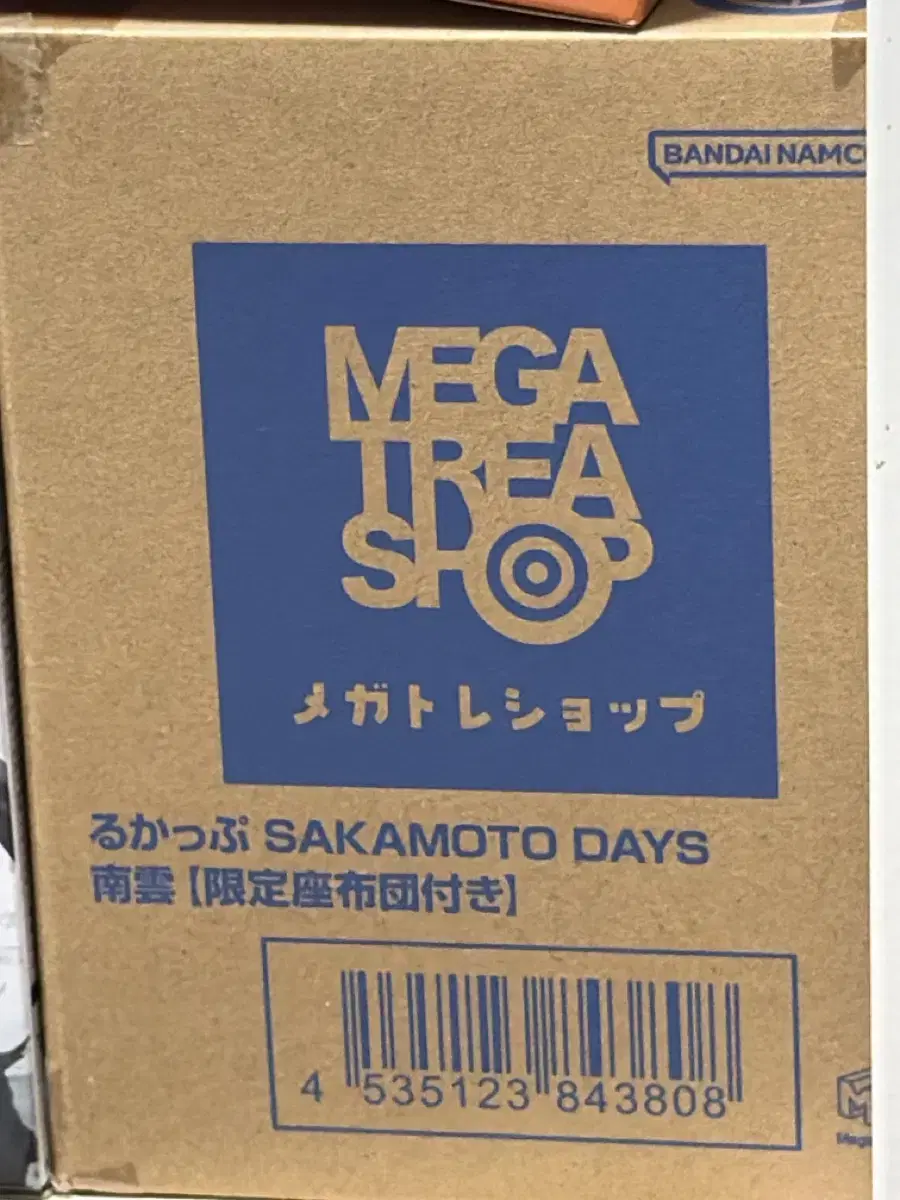 BANDAI NAMCO
MEGA
TREA
SHOP
メガトレショップ
るかっぷ SAKAMOTO DAYS
南雲【限定座布団付き】
4 535123 843808
Mega